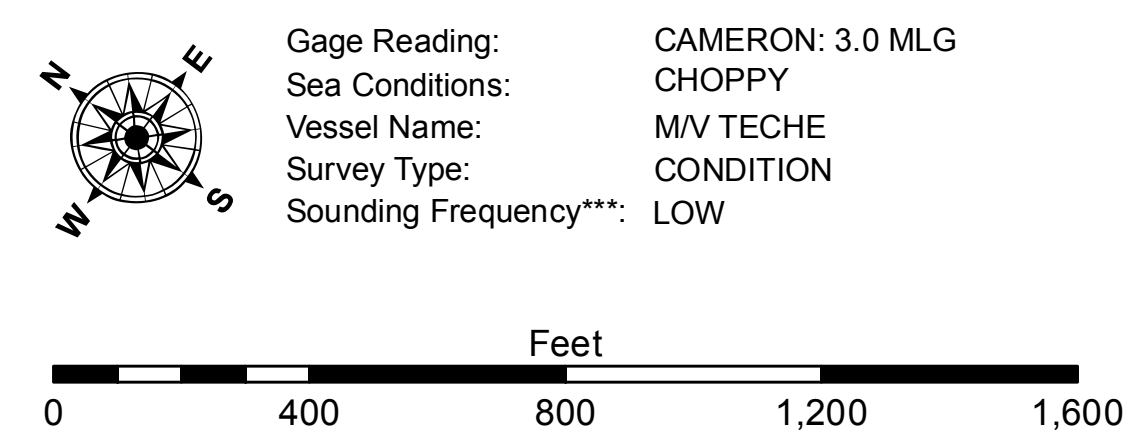 N E
W S
Gage Reading: CAMERON: 3.0 MLG
Sea Conditions: CHOPPY
Vessel Name: M/V TECHE
Survey Type: CONDITION
Sounding Frequency***: LOW
Feet
0 400 800 1,200 1,600